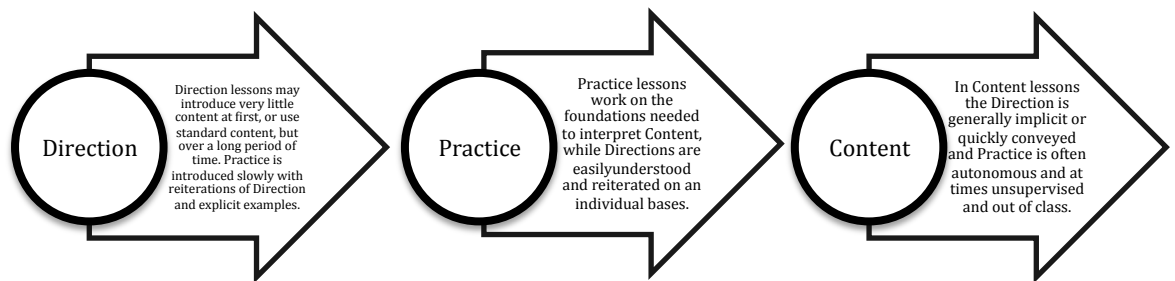 Direction
Direction lessons may
introduce very little
content at first, or use
standard content, but
over a long period of
time. Practice is
introduced slowly with
reiterations of Direction
and explicit examples.
Practice
Practice lessons
work on the
foundations needed
to interpret Content,
while Directions are
easilyunderstood
and reiterated on an
individual bases.
Content
In Content lessons
the Direction is
generally implicit or
quickly conveyed
and Practice is often
autonomous and at
times unsupervised
and out of class.